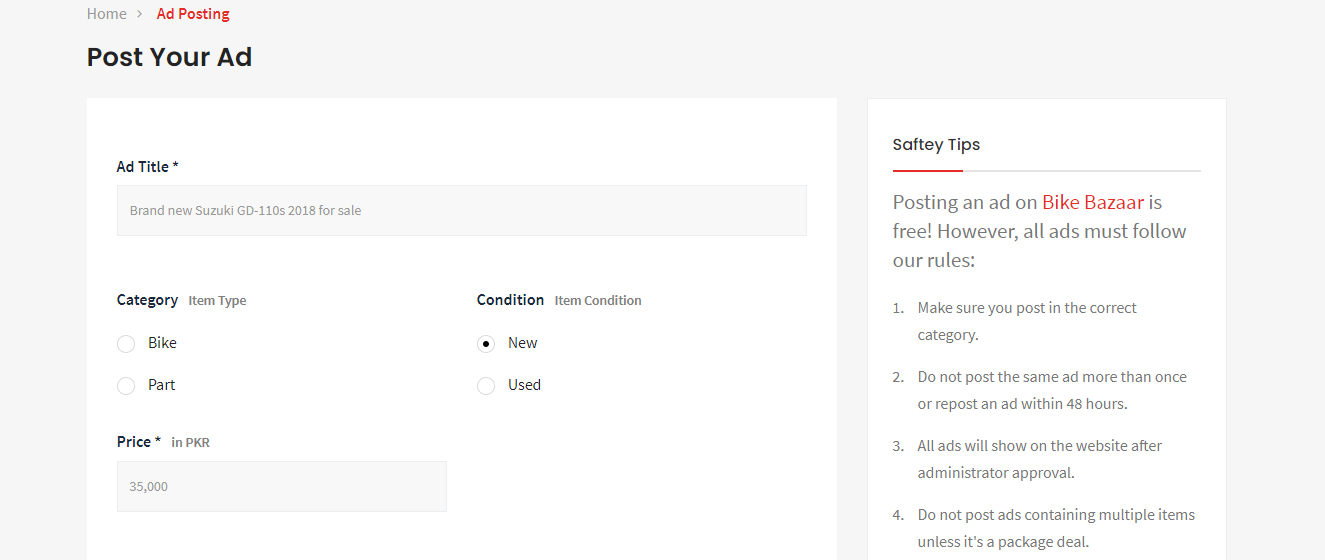 Home > Ad Posting
Post Your Ad
Ad Title *
Brand new Suzuki GD-110s 2018 for sale
Category Item Type
Bike
Part
Condition Item Condition
New
Used
Price * in PKR
35,000
Saftey Tips
Posting an ad on Bike Bazaar is
free! However, all ads must follow
our rules:
1. Make sure you post in the correct
category.
2. Do not post the same ad more than once
or repost an ad within 48 hours.
3. All ads will show on the website after
administrator approval.
4. Do not post ads containing multiple items
unless it's a package deal.